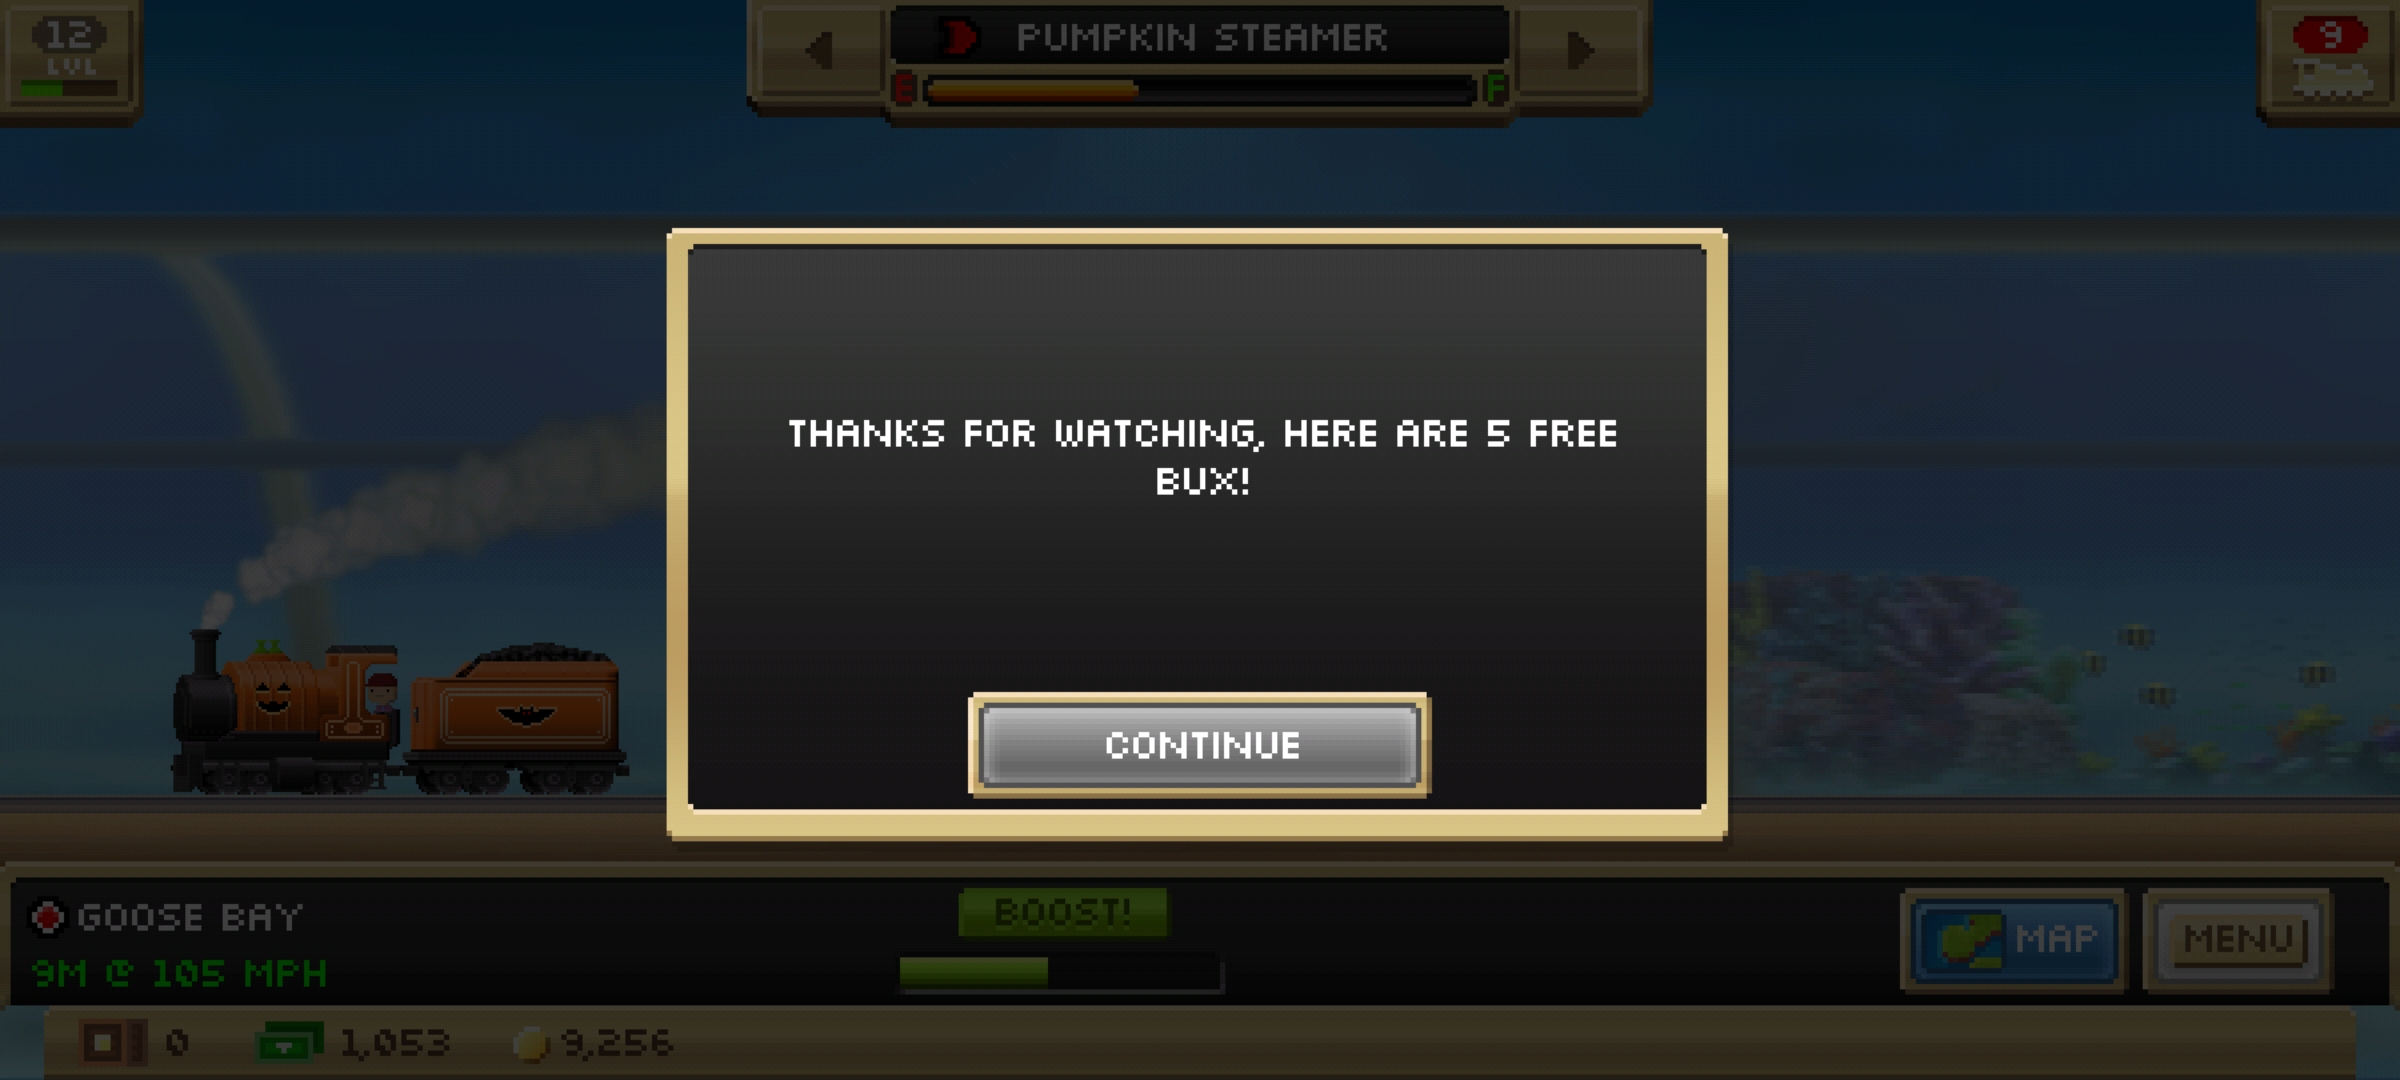 12
LVL
PUMPKIN STEAMER
E F
9
THANKS FOR WATCHING, HERE ARE 5 FREE
BUX!
CONTINUE
GOOSE BAY
9M @ 105 MPH
BOOST!
MAP
MENU
0 1,053 9,256